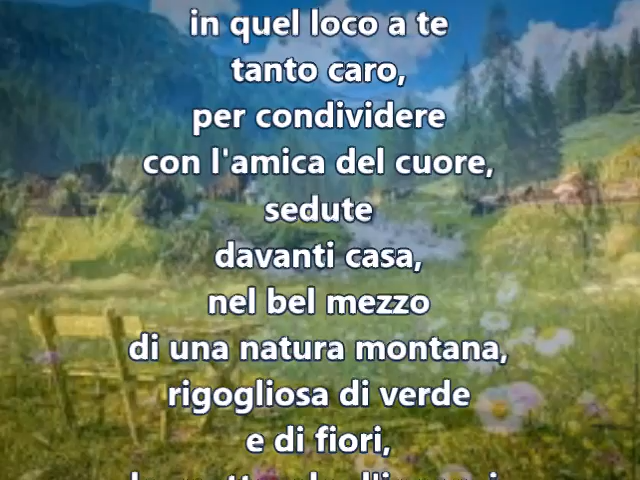 in quel loco a te
tanto caro,
per condividere
con l'amica del cuore,
sedute
davanti casa,
nel bel mezzo
di una natura montana,
rigogliosa di verde
e di fiori,